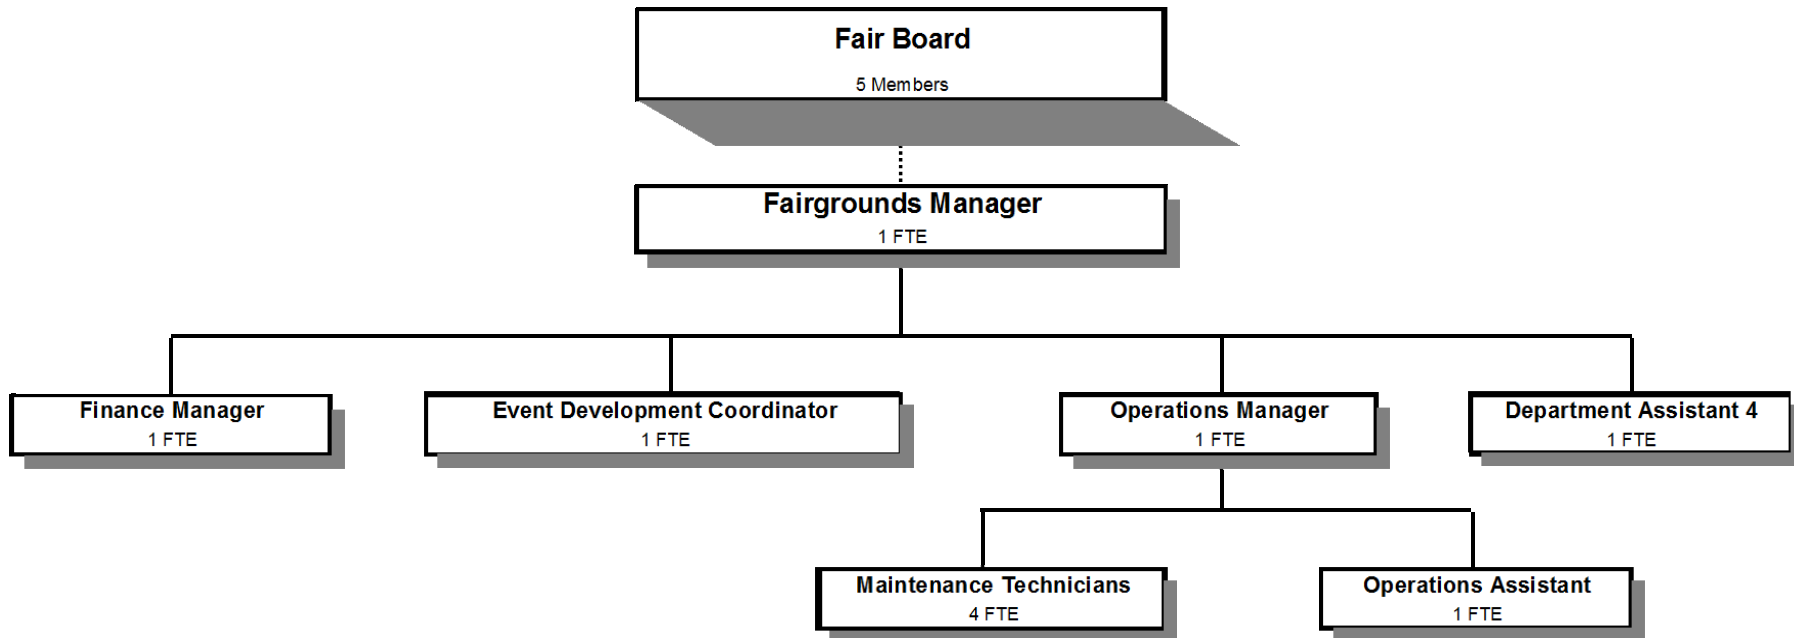 Fair Board
5 Members
Fairgrounds Manager
1 FTE
Finance Manager
1 FTE
Event Development Coordinator
1 FTE
Operations Manager
1 FTE
Department Assistant 4
1 FTE
Maintenance Technicians
4 FTE
Operations Assistant
1 FTE